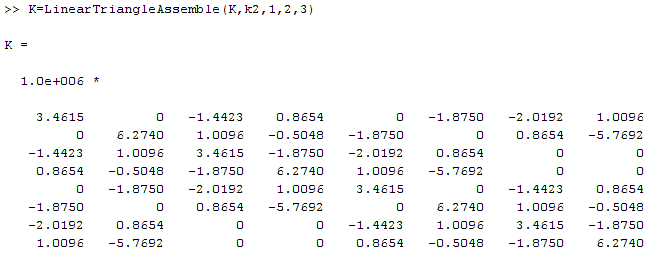 >> K=LinearTriangleAssemble(K,k2,1,2,3)
K =
1.0e+006 *
3.4615 0 -1.4423 0.8654 0 -1.8750 -2.0192 1.0096
0 6.2740 1.0096 -0.5048 -1.8750 0 0.8654 -5.7692
-1.4423 1.0096 3.4615 -1.8750 -2.0192 0.8654 0 0
0.8654 -0.5048 -1.8750 6.2740 1.0096 -5.7692 0 0
0 -1.8750 -2.0192 1.0096 3.4615 0 -1.4423 0.8654
-1.8750 0 0.8654 -5.7692 0 6.2740 1.0096 -0.5048
-2.0192 0.8654 0 0 -1.4423 1.0096 3.4615 -1.8750
1.0096 -5.7692 0 0 0.8654 -0.5048 -1.8750 6.2740